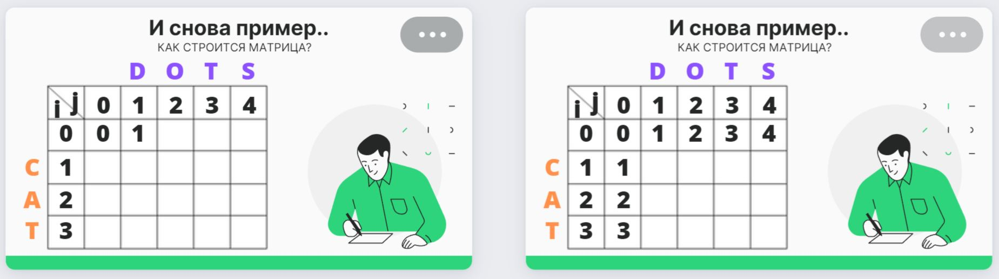 И снова пример..
КАК СТРОИТСЯ МАТРИЦА?
D O T S
i j 0 1 2 3 4
0 0 1
C 1
A 2
T 3
И снова пример..
КАК СТРОИТСЯ МАТРИЦА?
D O T S
i j 0 1 2 3 4
0 0 1 2 3 4
C 1 1
A 2 2
T 3 3